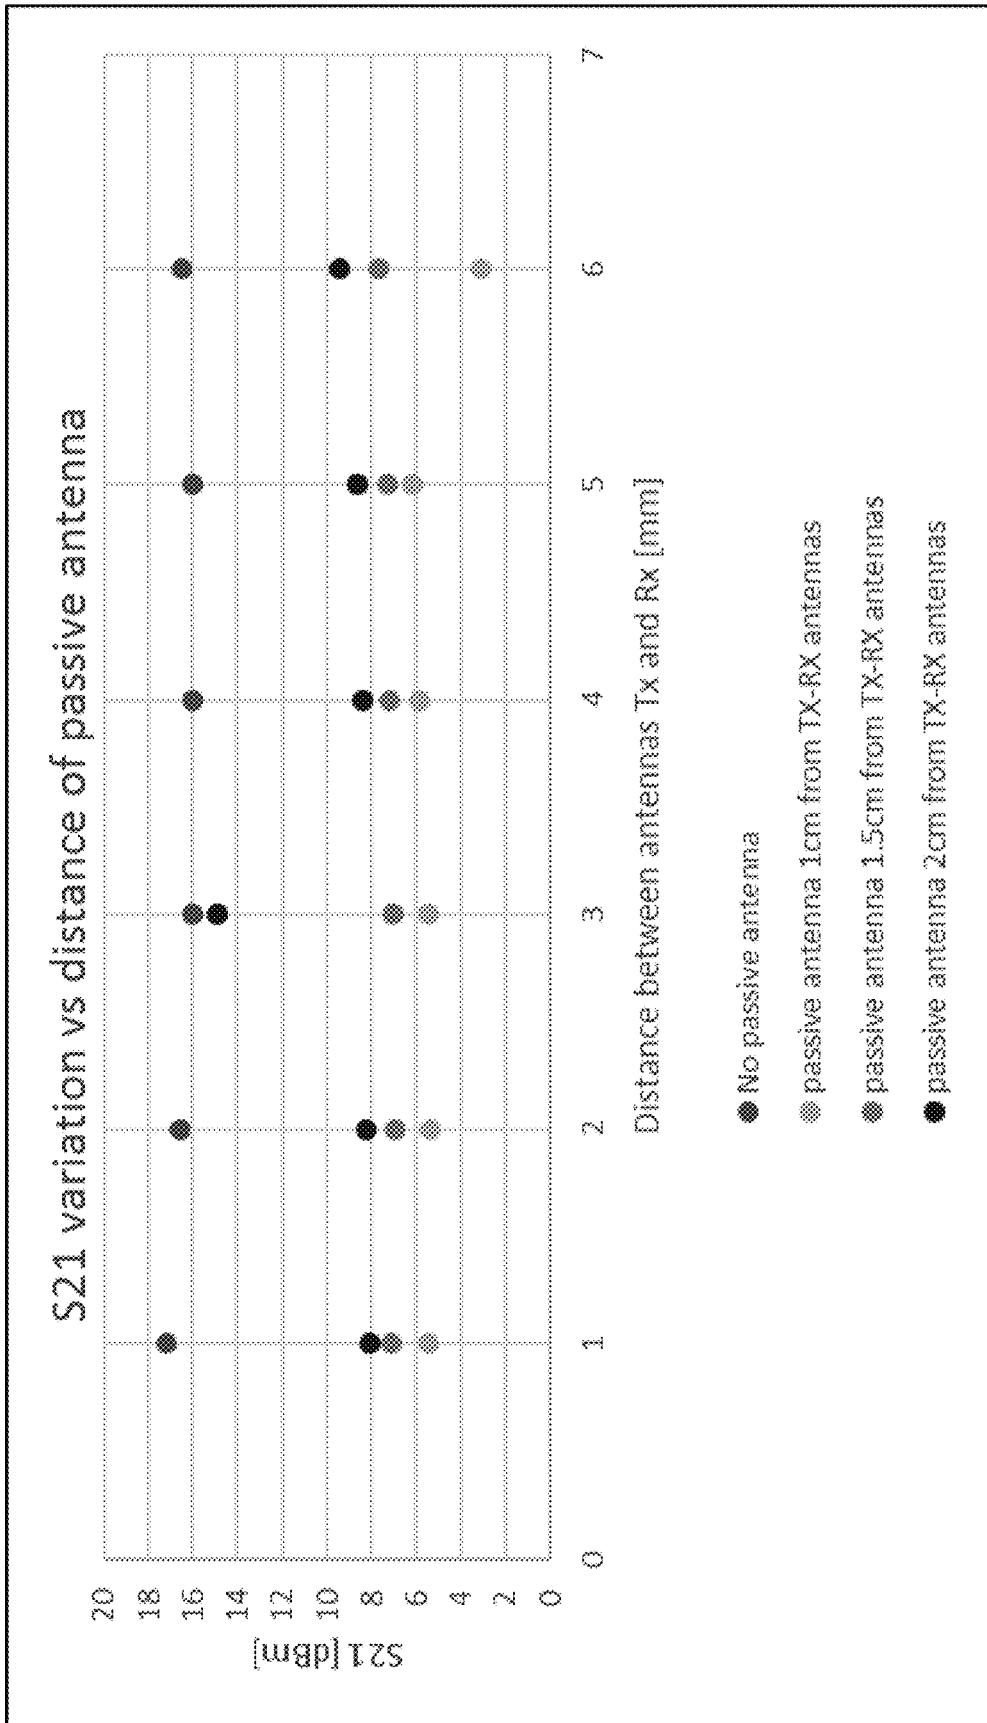 S21 variation vs distance of passive antenna
S21 [dBm]
20
18
16
14
12
10
8
6
4
2
0
0 1 2 3 4 5 6 7
Distance between antennas Tx and Rx [mm]
No passive antenna
passive antenna 1cm from TX-RX antennas
passive antenna 1.5cm from TX-RX antennas
passive antenna 2cm from TX-RX antennas